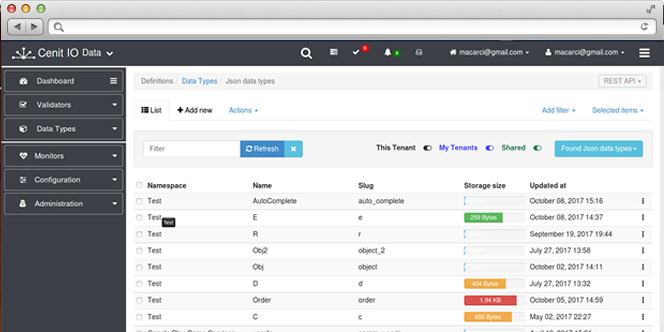 Cenit IO Data
6
4
macarci@gmail.com
macarci@gmail.com
Dashboard
Validators
Data Types
Monitors
Configuration
Administration
Definitions / Data Types / Json data types
REST API
List
Add new
Actions
Add filter
Selected items
Filter
Refresh
This Tenant
My Tenants
Shared
Found Json data types
Namespace Name Slug Storage size Updated at
Test AutoComplete auto_complete October 08, 2017 15:16
Test E e 259 Bytes October 08, 2017 14:37
Test
Test R r September 19, 2017 19:44
Test Obj2 object_2 July 27, 2017 13:58
Test Obj object October 02, 2017 14:11
Test D d 404 Bytes July 27, 2017 13:32
Test Order order 1.94 KB October 05, 2017 14:59
Test C c 950 Bytes May 02, 2017 22:27